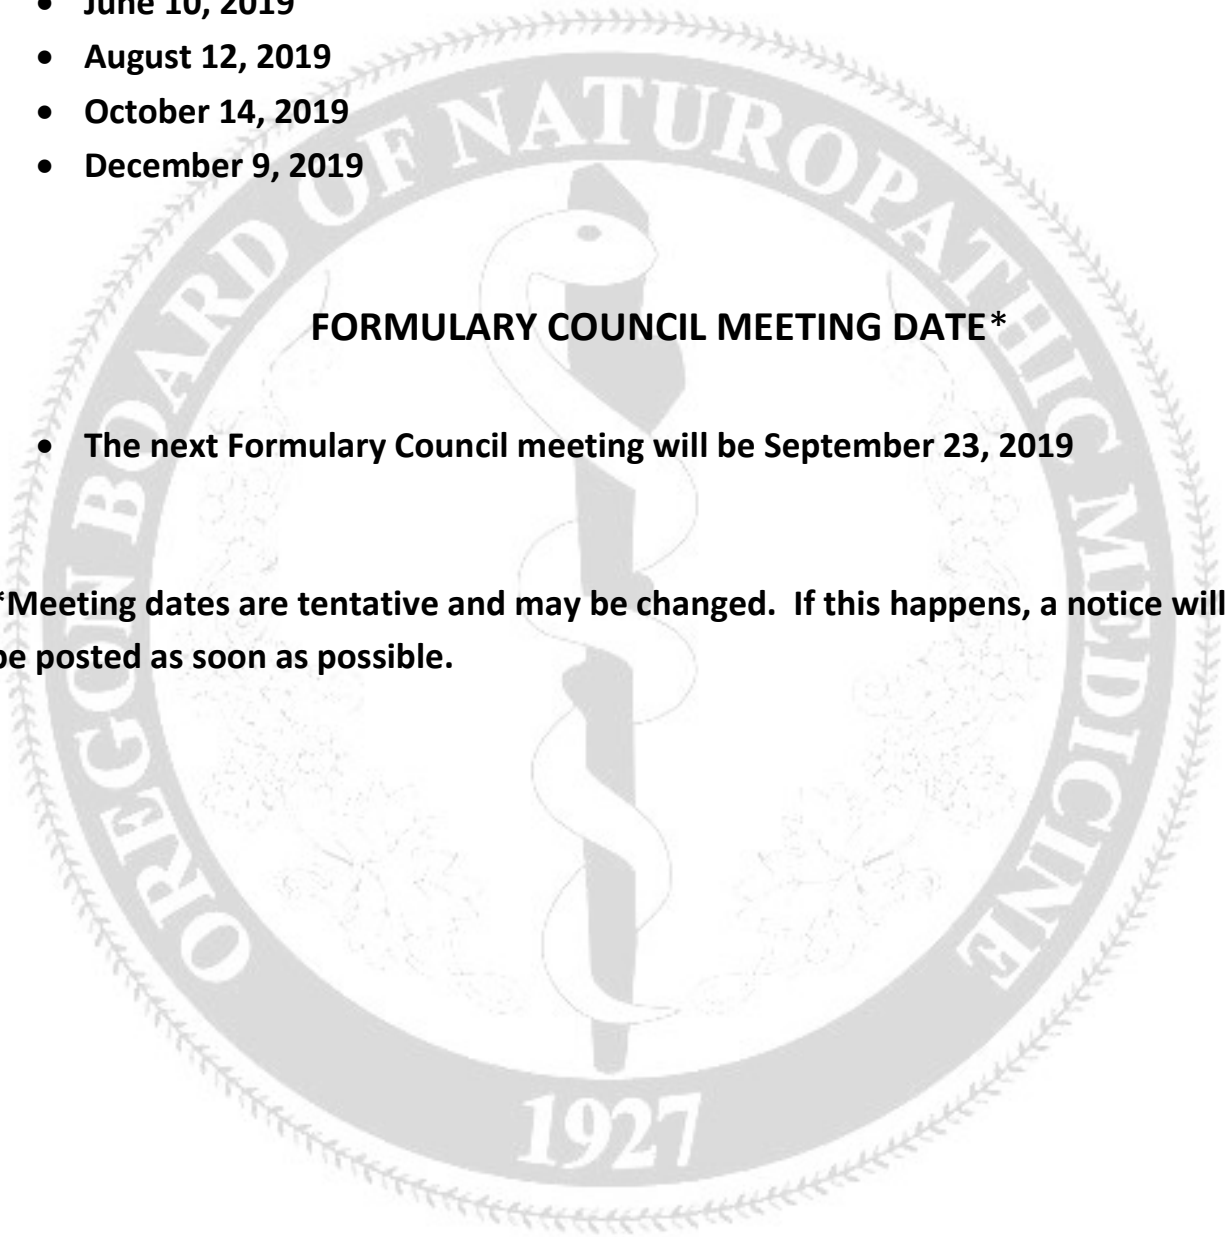 • June 10, 2019
• August 12, 2019
• October 14, 2019
• December 9, 2019
FORMULARY COUNCIL MEETING DATE*
• The next Formulary Council meeting will be September 23, 2019
*Meeting dates are tentative and may be changed.  If this happens, a notice will
be posted as soon as possible.
OREGON BOARD OF NATUROPATHIC MEDICINE
1927